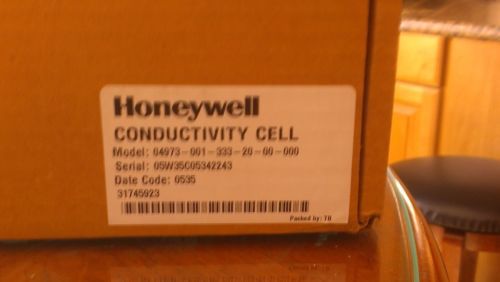 Honeywell
CONDUCTIVITY CELL
Model: 04973-001-333-20-00-000
Serial: 05W35C05342243
Date Code: 0535
31745923
Packed by: TB